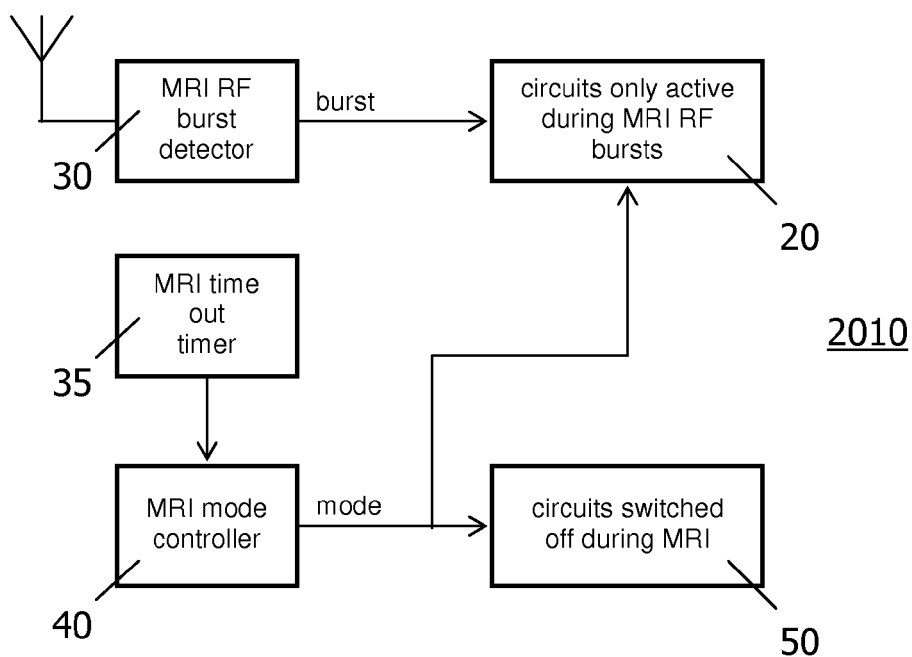 MRI RF
burst
detector
30
burst
circuits only active
during MRI RF
bursts
20
MRI time
out
timer
35
2010
MRI mode
controller
40
mode
circuits switched
off during MRI
50